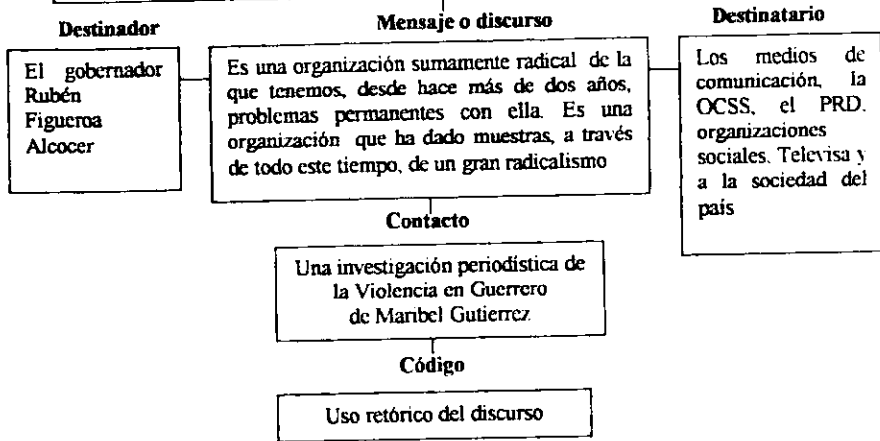 Destinador
Mensaje o discurso
Destinatario
El gobernador
Rubén
Figueroa
Alcocer
Es una organización sumamente radical de la
que tenemos, desde hace más de dos años,
problemas permanentes con ella. Es una
organización que ha dado muestras, a través
de todo este tiempo, de un gran radicalismo
Los medios de
comunicación, la
OCSS, el PRD.
organizaciones
sociales. Televisa y
a la sociedad del
país
Contacto
Una investigación periodística de
la Violencia en Guerrero
de Maribel Gutierrez
Código
Uso retórico del discurso